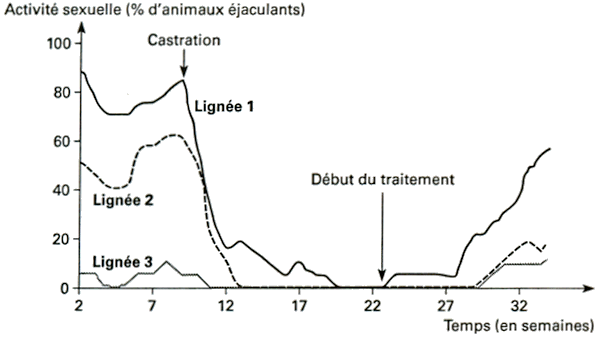 Activité sexuelle (% d'animaux éjaculants)
Castration
100
80
Lignée 1
60
Début du traitement
40
Lignée 2
20
Lignée 3
0
2 7 12 17 22 27 32
Temps (en semaines)